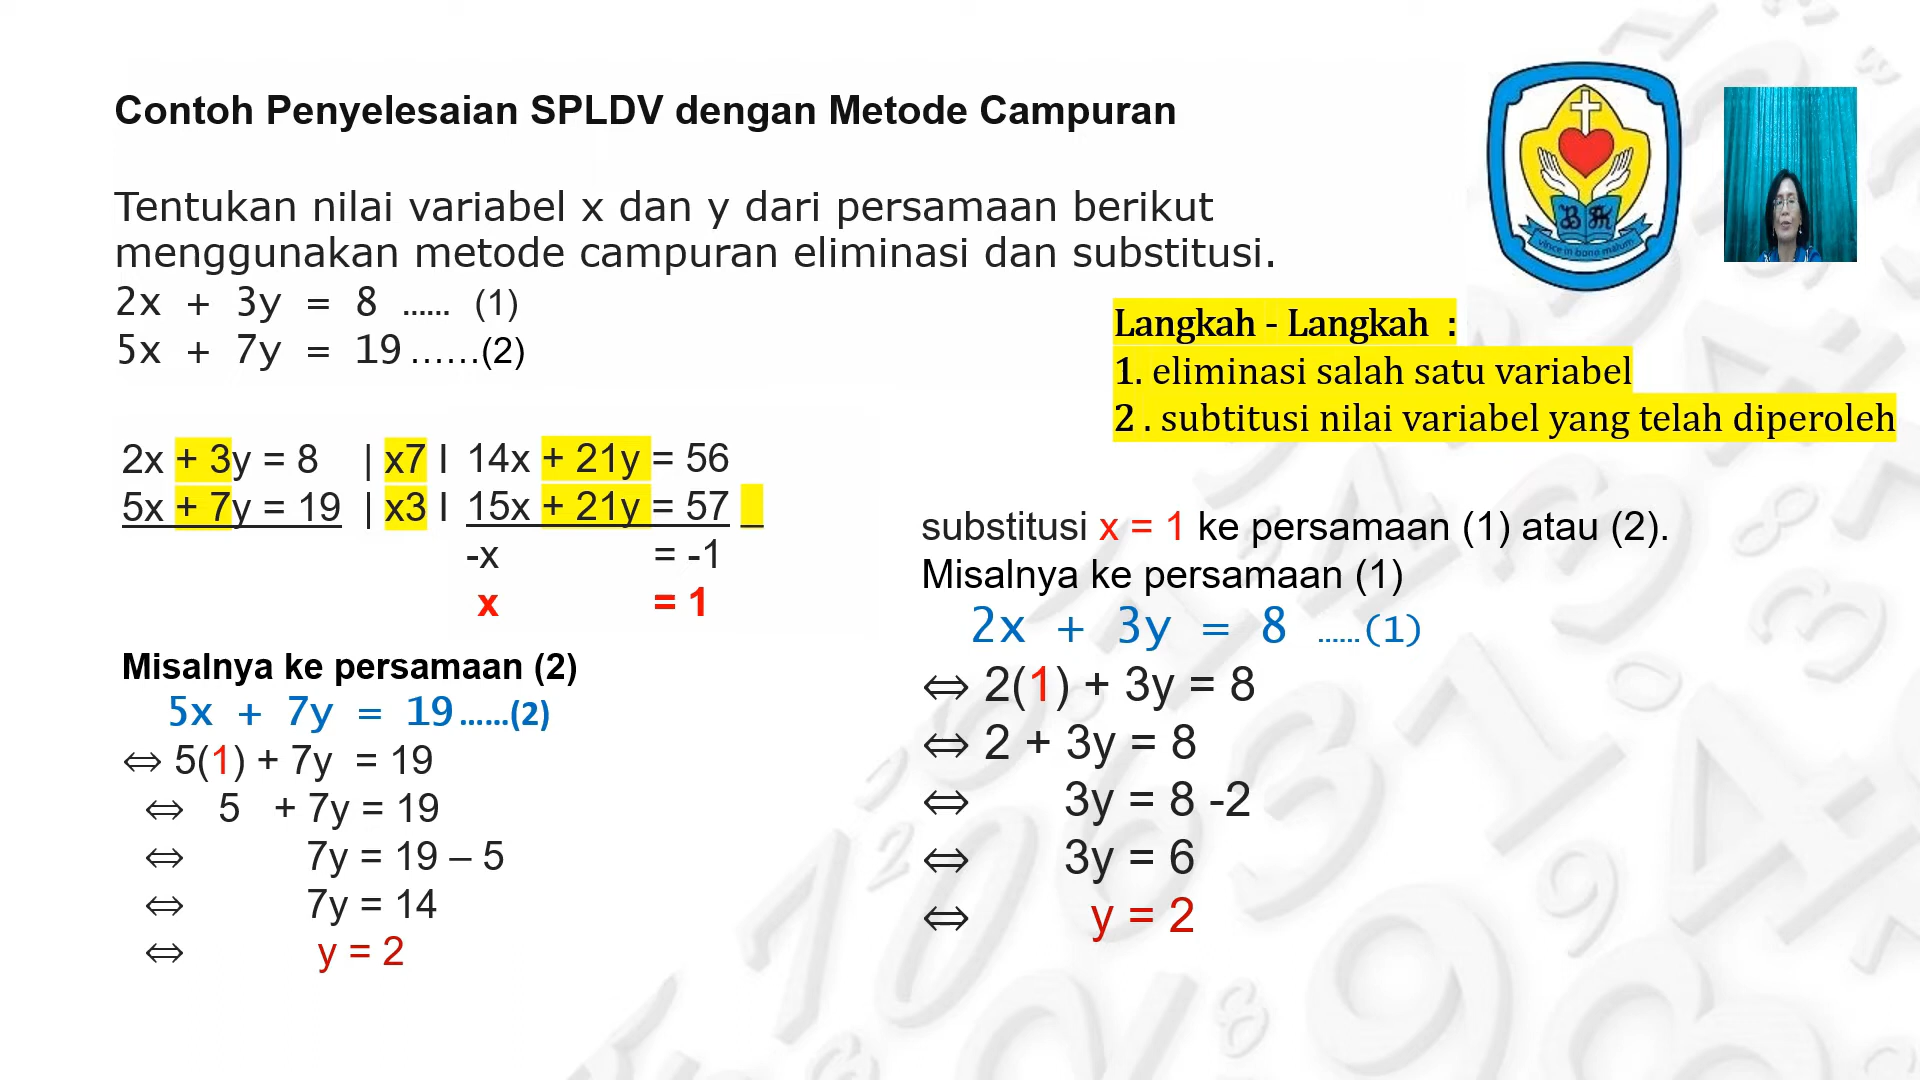 Contoh Penyelesaian SPLDV dengan Metode Campuran
Tentukan nilai variabel x dan y dari persamaan berikut
menggunakan metode campuran eliminasi dan substitusi.
2x + 3y = 8 ...... (1)
5x + 7y = 19 ......(2)
Langkah - Langkah :
1. eliminasi salah satu variabel
2 . subtitusi nilai variabel yang telah diperoleh
2x + 3y = 8 | x7 I 14x + 21y = 56
5x + 7y = 19 | x3 I 15x + 21y = 57 _
-x = -1
x = 1
Misalnya ke persamaan (2)
5x + 7y = 19 ......(2)
⇔ 5(1) + 7y = 19
⇔ 5 + 7y = 19
⇔ 7y = 19 – 5
⇔ 7y = 14
⇔ y = 2
substitusi x = 1 ke persamaan (1) atau (2).
Misalnya ke persamaan (1)
2x + 3y = 8 ......(1)
⇔ 2(1) + 3y = 8
⇔ 2 + 3y = 8
⇔ 3y = 8 -2
⇔ 3y = 6
⇔ y = 2
B K
vince in bono malum